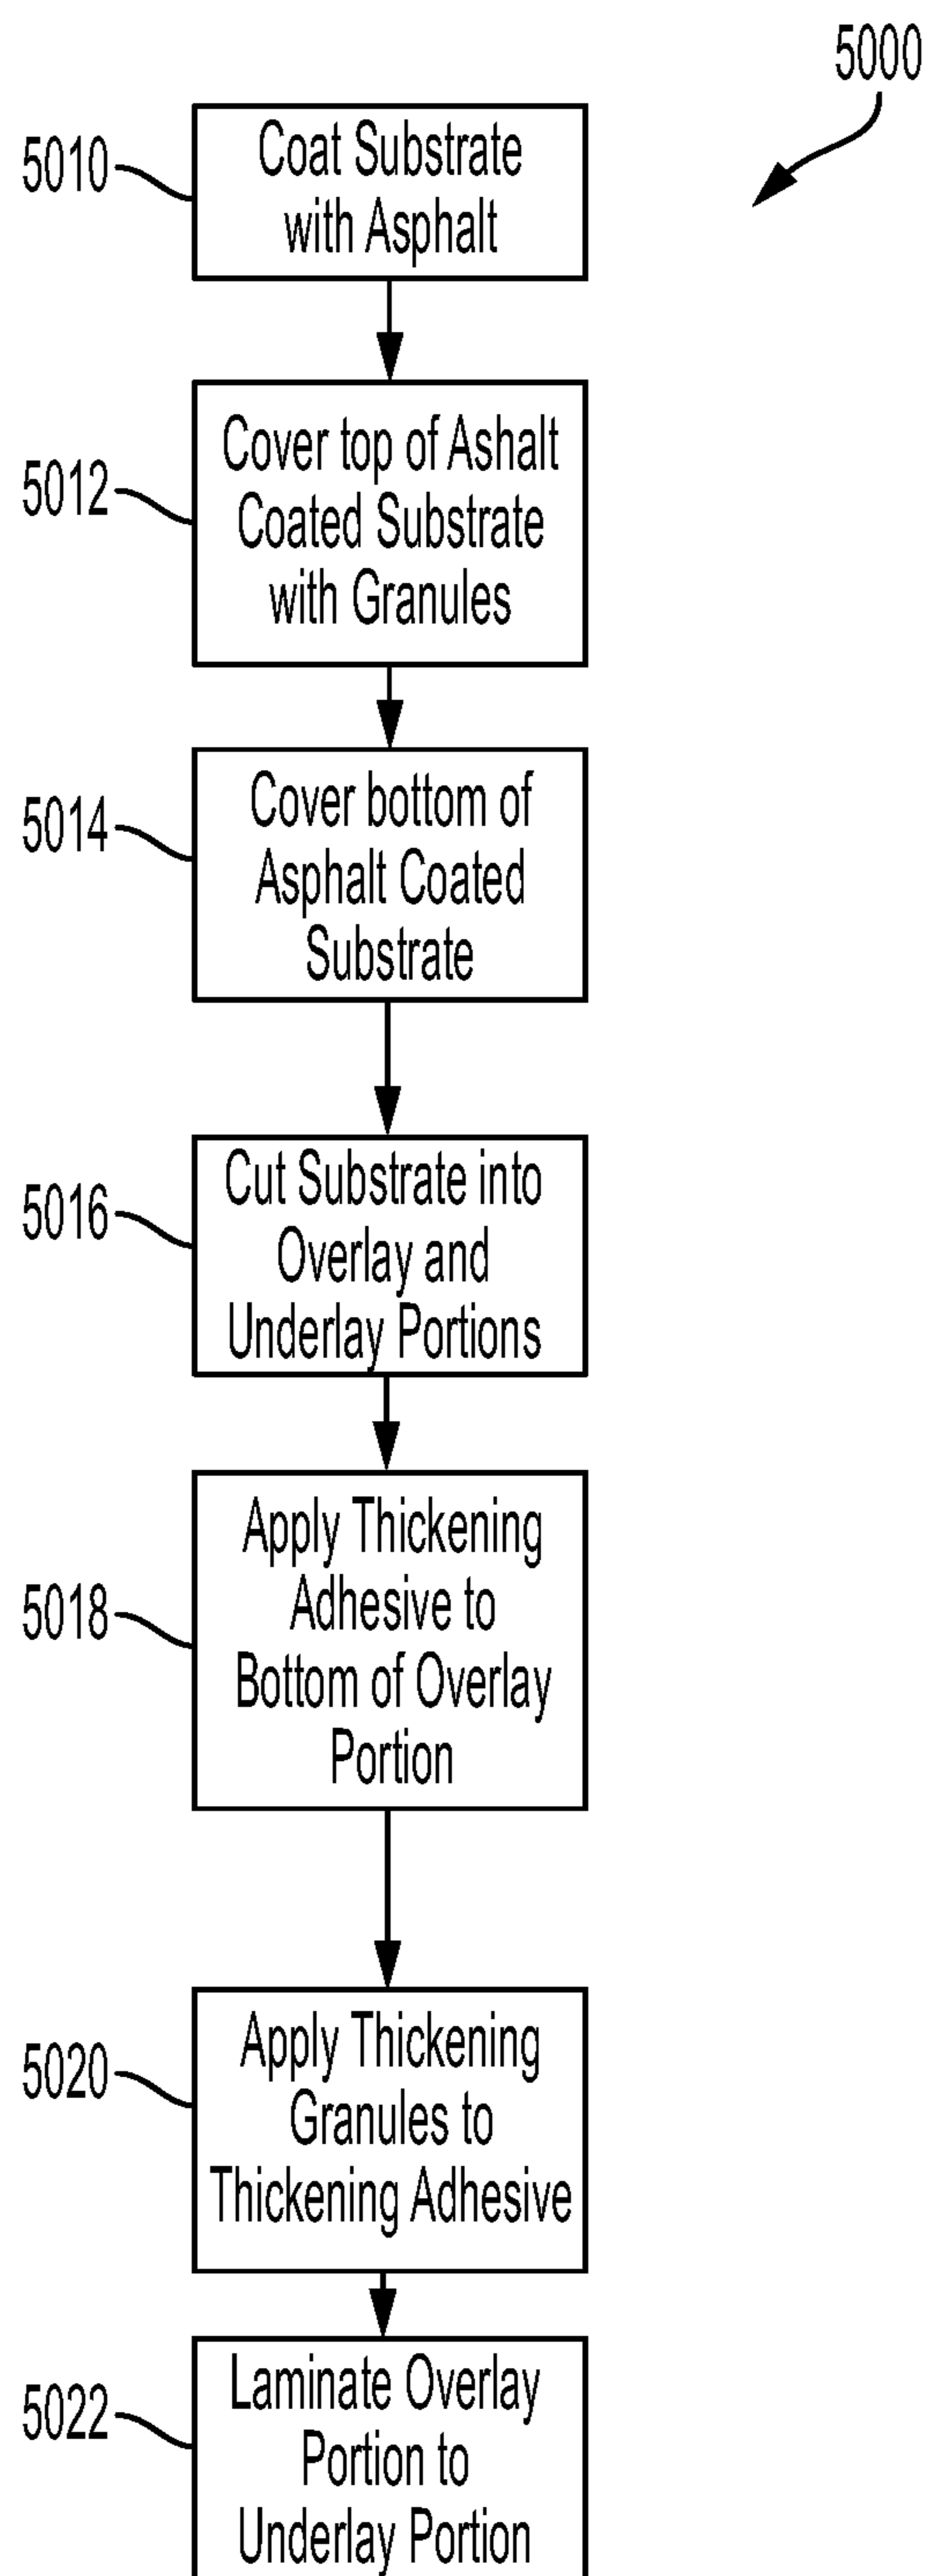 5000
5010
Coat Substrate
with Asphalt
5012
Cover top of Ashalt
Coated Substrate
with Granules
5014
Cover bottom of
Asphalt Coated
Substrate
5016
Cut Substrate into
Overlay and
Underlay Portions
5018
Apply Thickening
Adhesive to
Bottom of Overlay
Portion
5020
Apply Thickening
Granules to
Thickening Adhesive
5022
Laminate Overlay
Portion to
Underlay Portion